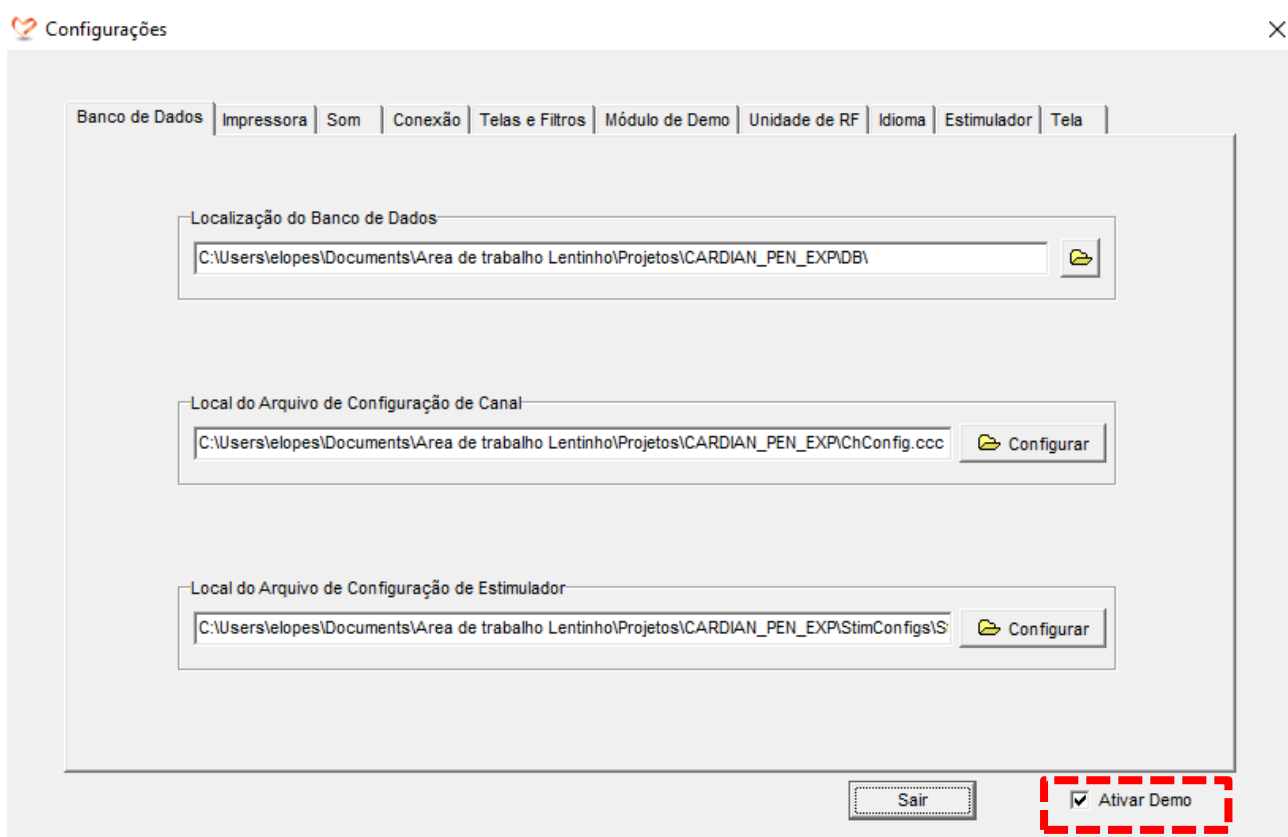 Configurações
Banco de Dados Impressora Som Conexão Telas e Filtros Módulo de Demo Unidade de RF Idioma Estimulador Tela
Localização do Banco de Dados
C:\Users\elopes\Documents\Area de trabalho Lentinho\Projetos\CARDIAN_PEN_EXP\DB\
Local do Arquivo de Configuração de Canal
C:\Users\elopes\Documents\Area de trabalho Lentinho\Projetos\CARDIAN_PEN_EXP\ChConfig.ccc Configurar
Local do Arquivo de Configuração de Estimulador
C:\Users\elopes\Documents\Area de trabalho Lentinho\Projetos\CARDIAN_PEN_EXP\StimConfigs\S Configurar
Sair Ativar Demo